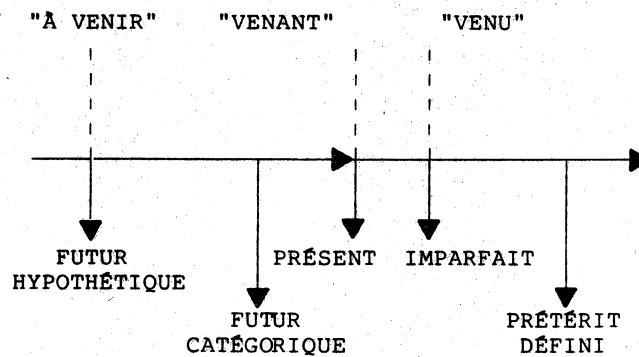 "À VENIR" "VENANT" "VENU"
FUTUR PRÉSENT IMPARFAIT
HYPOTHÉTIQUE
FUTUR PRÉTÉRIT
CATÉGORIQUE DÉFINI